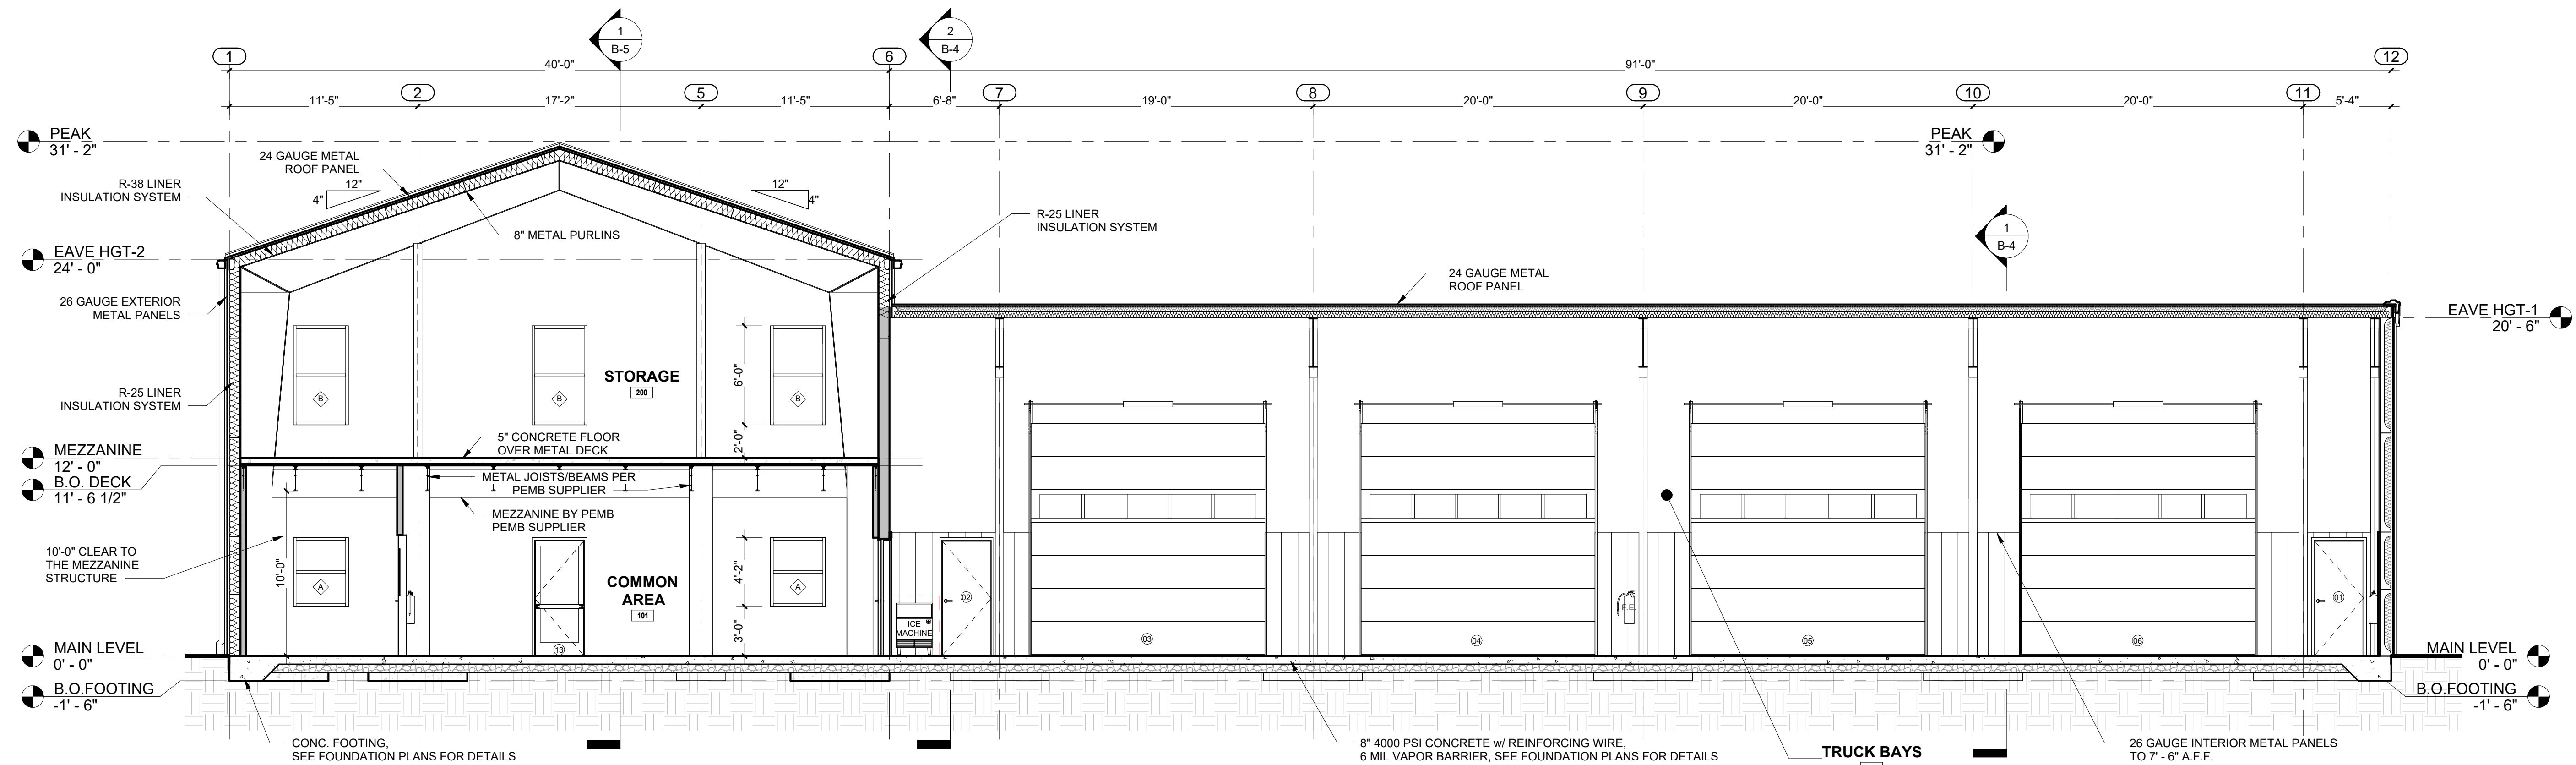 1
B-5
2
B-4
1
6
12
40'-0"
91'-0"
2
5
7
8
9
10
11
11'-5"
17'-2"
11'-5"
6'-8"
19'-0"
20'-0"
20'-0"
20'-0"
5'-4"
PEAK
31' - 2"
PEAK
31' - 2"
24 GAUGE METAL
ROOF PANEL
R-38 LINER
INSULATION SYSTEM
12"
4"
12"
4"
8" METAL PURLINS
R-25 LINER
INSULATION SYSTEM
1
B-4
EAVE HGT-2
24' - 0"
24 GAUGE METAL
ROOF PANEL
26 GAUGE EXTERIOR
METAL PANELS
EAVE HGT-1
20' - 6"
STORAGE
200
6'-0"
B
B
B
R-25 LINER
INSULATION SYSTEM
5" CONCRETE FLOOR
OVER METAL DECK
2'-0"
MEZZANINE
12' - 0"
B.O. DECK
11' - 6 1/2"
METAL JOISTS/BEAMS PER
PEMB SUPPLIER
MEZZANINE BY PEMB
PEMB SUPPLIER
10'-0" CLEAR TO
THE MEZZANINE
STRUCTURE
10'-0"
A
COMMON
AREA
101
4'-2"
A
3'-0"
13
ICE
MACHINE
02
03
04
F.E.
05
06
01
MAIN LEVEL
0' - 0"
MAIN LEVEL
0' - 0"
B.O.FOOTING
-1' - 6"
B.O.FOOTING
-1' - 6"
CONC. FOOTING,
SEE FOUNDATION PLANS FOR DETAILS
8" 4000 PSI CONCRETE w/ REINFORCING WIRE,
6 MIL VAPOR BARRIER, SEE FOUNDATION PLANS FOR DETAILS
TRUCK BAYS
26 GAUGE INTERIOR METAL PANELS
TO 7' - 6" A.F.F.